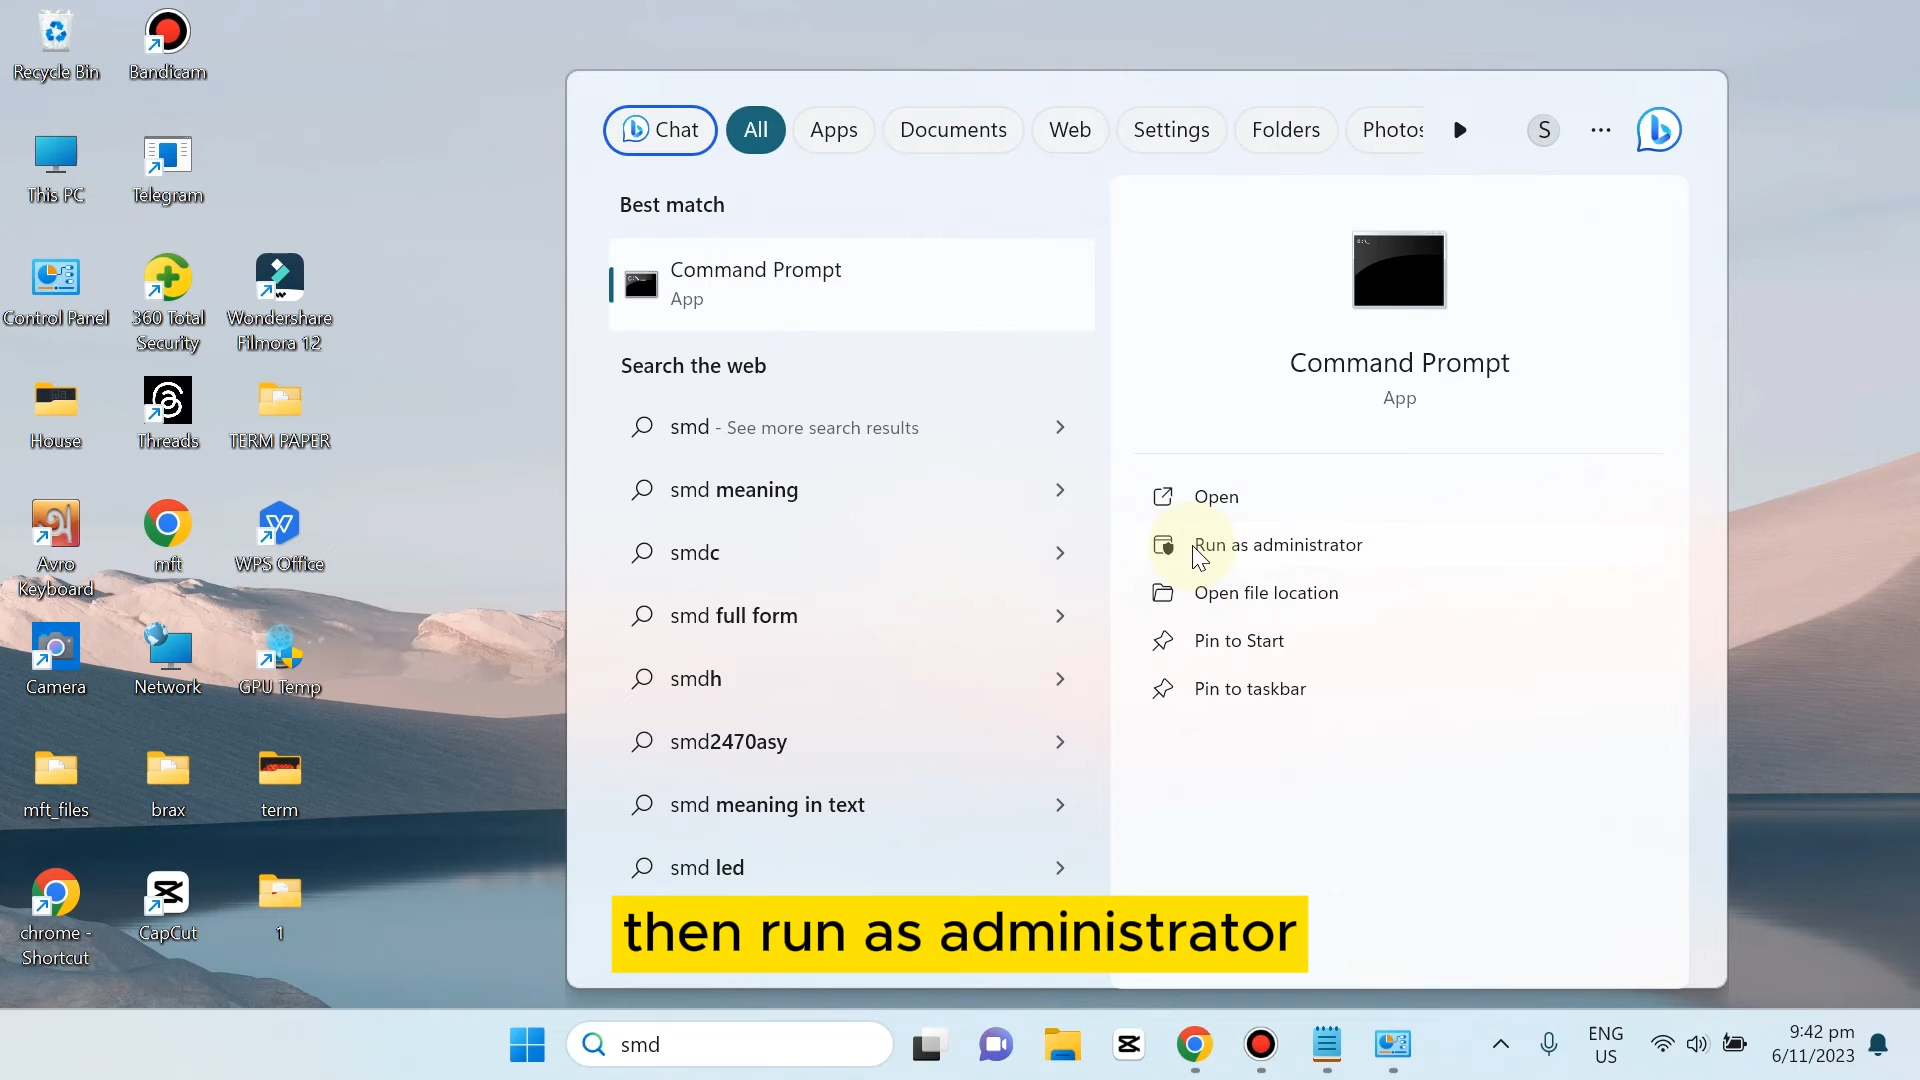 Recycle Bin
Bandicam
This PC
Telegram
Control Panel
360 Total
Security
Wondershare
Filmora 12
House
Threads
TERM PAPER
Avro
Keyboard
mft
WPS Office
Camera
Network
GPU Temp
mft_files
brax
term
chrome -
Shortcut
CapCut
1
Chat
All
Apps
Documents
Web
Settings
Folders
Photos
S
Best match
Command Prompt
App
Search the web
smd - See more search results
smd meaning
smdc
smd full form
smdh
smd2470asy
smd meaning in text
smd led
Command Prompt
App
Open
Run as administrator
Open file location
Pin to Start
Pin to taskbar
then run as administrator
smd
ENG
US
9:42 pm
6/11/2023